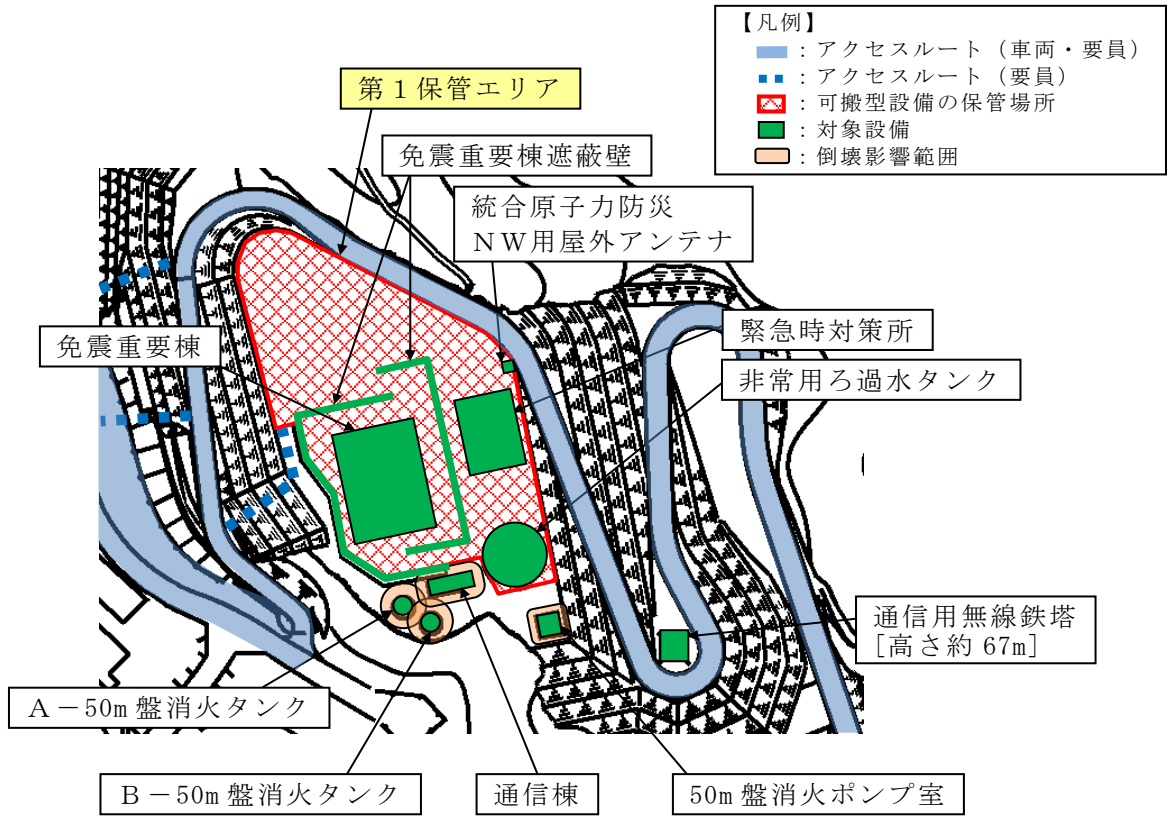 【凡例】
：アクセスルート（車両・要員）
：アクセスルート（要員）
：可搬型設備の保管場所
：対象設備
：倒壊影響範囲
第１保管エリア
免震重要棟遮蔽壁
統合原子力防災
ＮＷ用屋外アンテナ
免震重要棟
緊急時対策所
非常用ろ過水タンク
通信用無線鉄塔
[高さ約 67m]
Ａ－50m 盤消火タンク
Ｂ－50m 盤消火タンク
通信棟
50m 盤消火ポンプ室